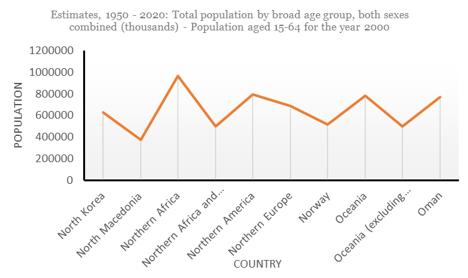 Estimates, 1950 - 2020: Total population by broad age group, both sexes
combined (thousands) - Population aged 15-64 for the year 2000
POPULATION
1200000
1000000
800000
600000
400000
200000
0
North Korea
North Macedonia
Northern Africa
Northern Africa and...
Northern America
Northern Europe
Norway
Oceania
Oceania (excluding...
Oman
COUNTRY